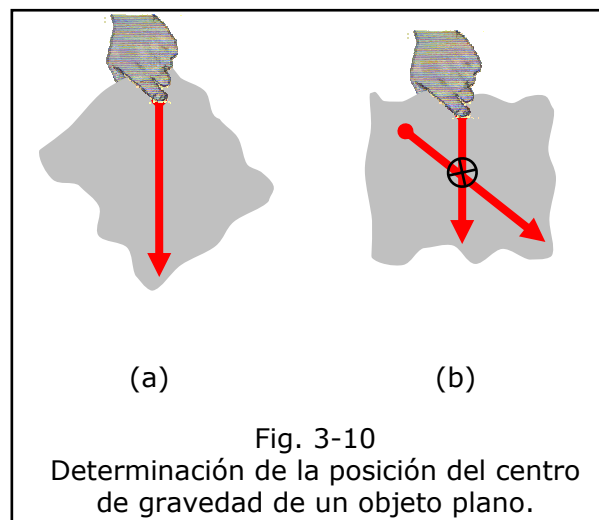 (a) (b)
Fig. 3-10
Determinación de la posición del centro
de gravedad de un objeto plano.